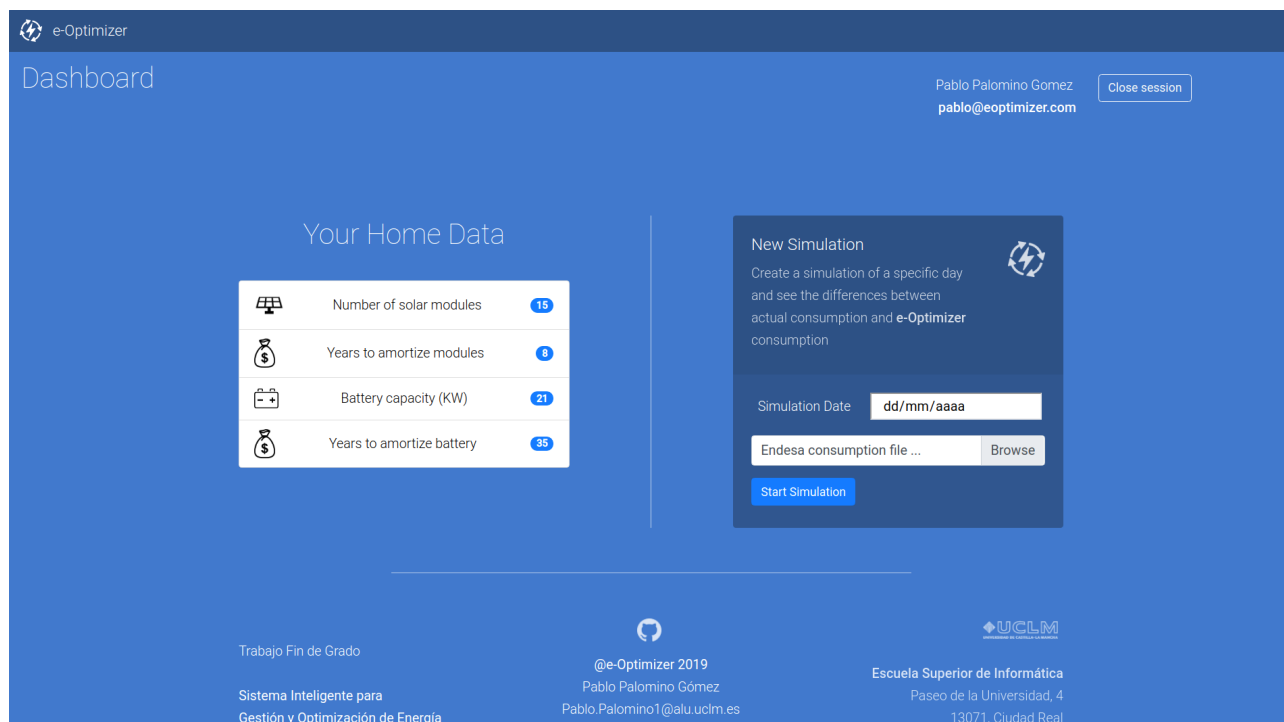 e-Optimizer
Dashboard
Pablo Palomino Gomez
pablo@eoptimizer.com
Close session
Your Home Data
Number of solar modules 15
Years to amortize modules 8
Battery capacity (KW) 21
Years to amortize battery 35
New Simulation
Create a simulation of a specific day
and see the differences between
actual consumption and e-Optimizer
consumption
Simulation Date dd/mm/aaaa
Endesa consumption file ... Browse
Start Simulation
Trabajo Fin de Grado
Sistema Inteligente para
Gestión y Optimización de Energía
@e-Optimizer 2019
Pablo Palomino Gómez
Pablo.Palomino1@alu.uclm.es
UCLM
Escuela Superior de Informática
Paseo de la Universidad, 4
13071, Ciudad Real